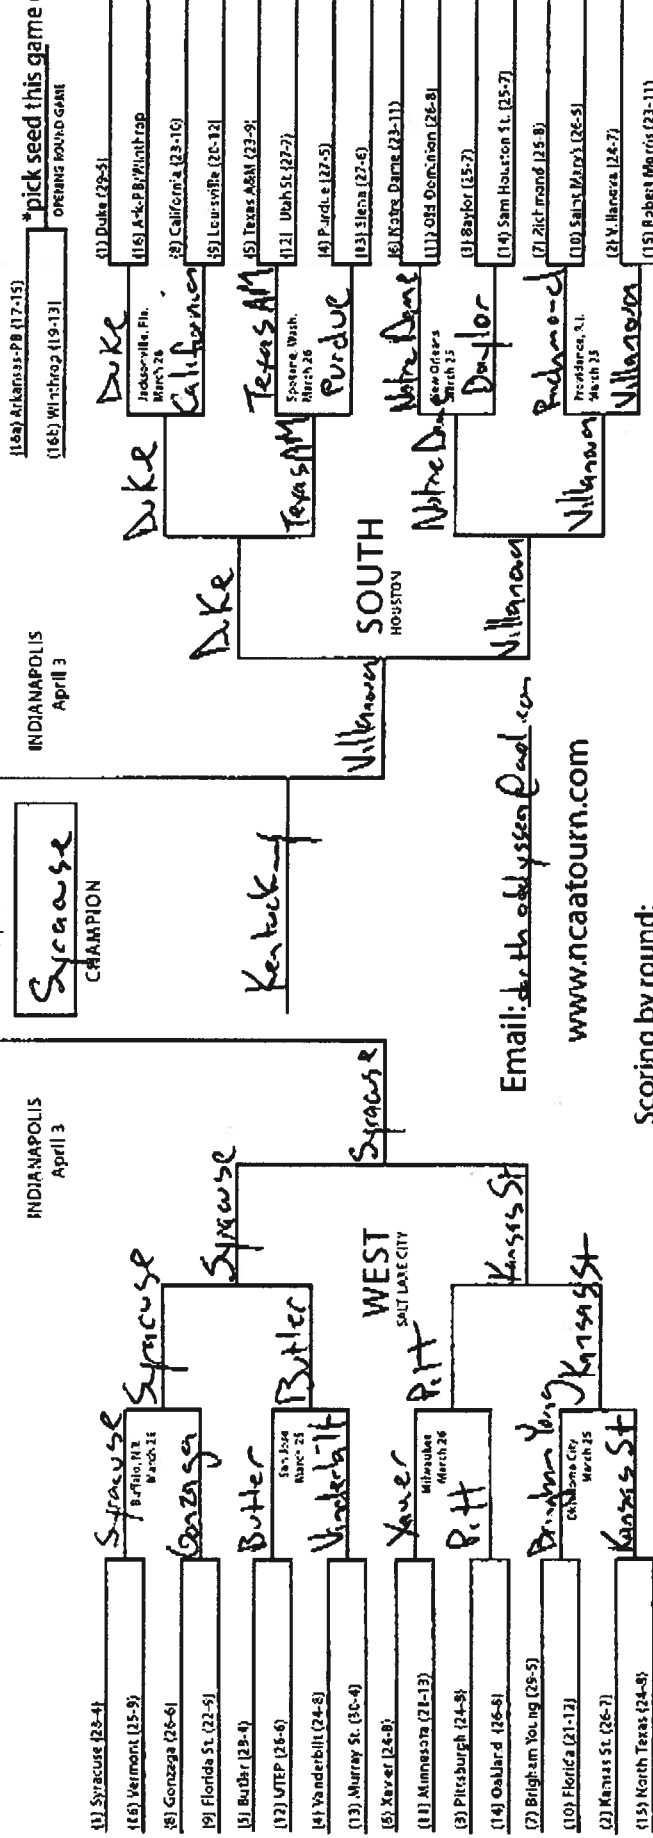 *pick seed this game
OPENING ROUND GAME
(16a) Arkansas-PB (17-15)
(16b) Winthrop (19-13)
INDIANAPOLIS
April 3
Syracuse
CHAMPION
Kentucky
INDIANAPOLIS
April 3
(1) Syracuse (28-4)
(16) Vermont (25-9)
(8) Gonzaga (26-6)
(9) Florida St. (22-9)
(5) Butler (28-4)
(12) UTEP (26-6)
(4) Vanderbilt (24-8)
(13) Murray St. (30-4)
(6) Xavier (24-8)
(11) Minnesota (21-13)
(3) Pittsburgh (24-8)
(14) Oakland (26-8)
(7) Brigham Young (29-5)
(10) Florida (21-12)
(2) Kansas St. (26-7)
(15) North Texas (24-8)
Syracuse
Buffalo, N.Y.
March 26
Gonzaga
Butler
San Jose
March 25
Vanderbilt
Xavier
Milwaukee
March 26
Pitt
Brigham Young
Oklahoma City
March 25
Kansas St
Syracuse
Butler
Pitt
Kansas St
Syracuse
Kansas St
WEST
SALT LAKE CITY
Syracuse
(1) Duke (29-5)
(16) Ark-PB/Winthrop
(8) California (23-10)
(9) Louisville (20-12)
(5) Texas A&M (23-9)
(12) Utah St (27-7)
(4) Purdue (27-5)
(13) Siena (27-6)
(6) Notre Dame (23-11)
(11) Old Dominion (26-8)
(3) Baylor (25-7)
(14) Sam Houston St. (25-7)
(7) Richmond (26-8)
(10) Saint Mary's (26-5)
(2) Villanova (24-7)
(15) Robert Morris (23-11)
Duke
Jacksonville, Fla.
March 26
California
Texas AM
Spokane, Wash.
March 26
Purdue
Notre Dame
New Orleans
March 25
Baylor
Richmond
Providence, R.I.
March 25
Villanova
Duke
Texas AM
Notre Dame
Villanova
Duke
Villanova
SOUTH
HOUSTON
Villanova
Email:
www.ncaatourn.com
Scoring by round: